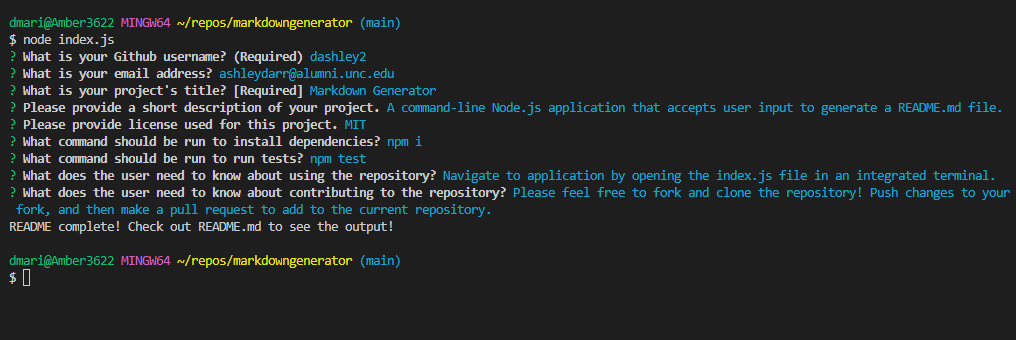 dmari@Amber3622 MINGW64 ~/repos/markdowngenerator (main)
$ node index.js
? What is your Github username? (Required) dashley2
? What is your email address? ashleydarr@alumni.unc.edu
? What is your project's title? [Required] Markdown Generator
? Please provide a short description of your project. A command-line Node.js application that accepts user input to generate a README.md file.
? Please provide license used for this project. MIT
? What command should be run to install dependencies? npm i
? What command should be run to run tests? npm test
? What does the user need to know about using the repository? Navigate to application by opening the index.js file in an integrated terminal.
? What does the user need to know about contributing to the repository? Please feel free to fork and clone the repository! Push changes to your
fork, and then make a pull request to add to the current repository.
README complete! Check out README.md to see the output!
dmari@Amber3622 MINGW64 ~/repos/markdowngenerator (main)
$